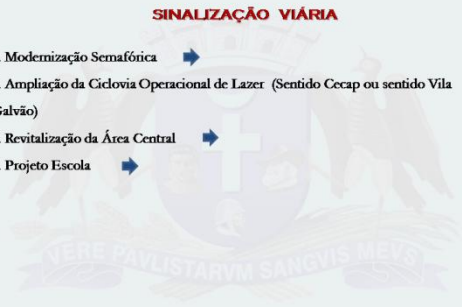 SINALIZAÇÃO VIÁRIA
. Modernização Semafórica
. Ampliação da Ciclovia Operacional de Lazer (Sentido Cecap ou sentido Vila
Galvão)
. Revitalização da Área Central
. Projeto Escola
VERE PAVLISTARVM SANGVIS MEVS